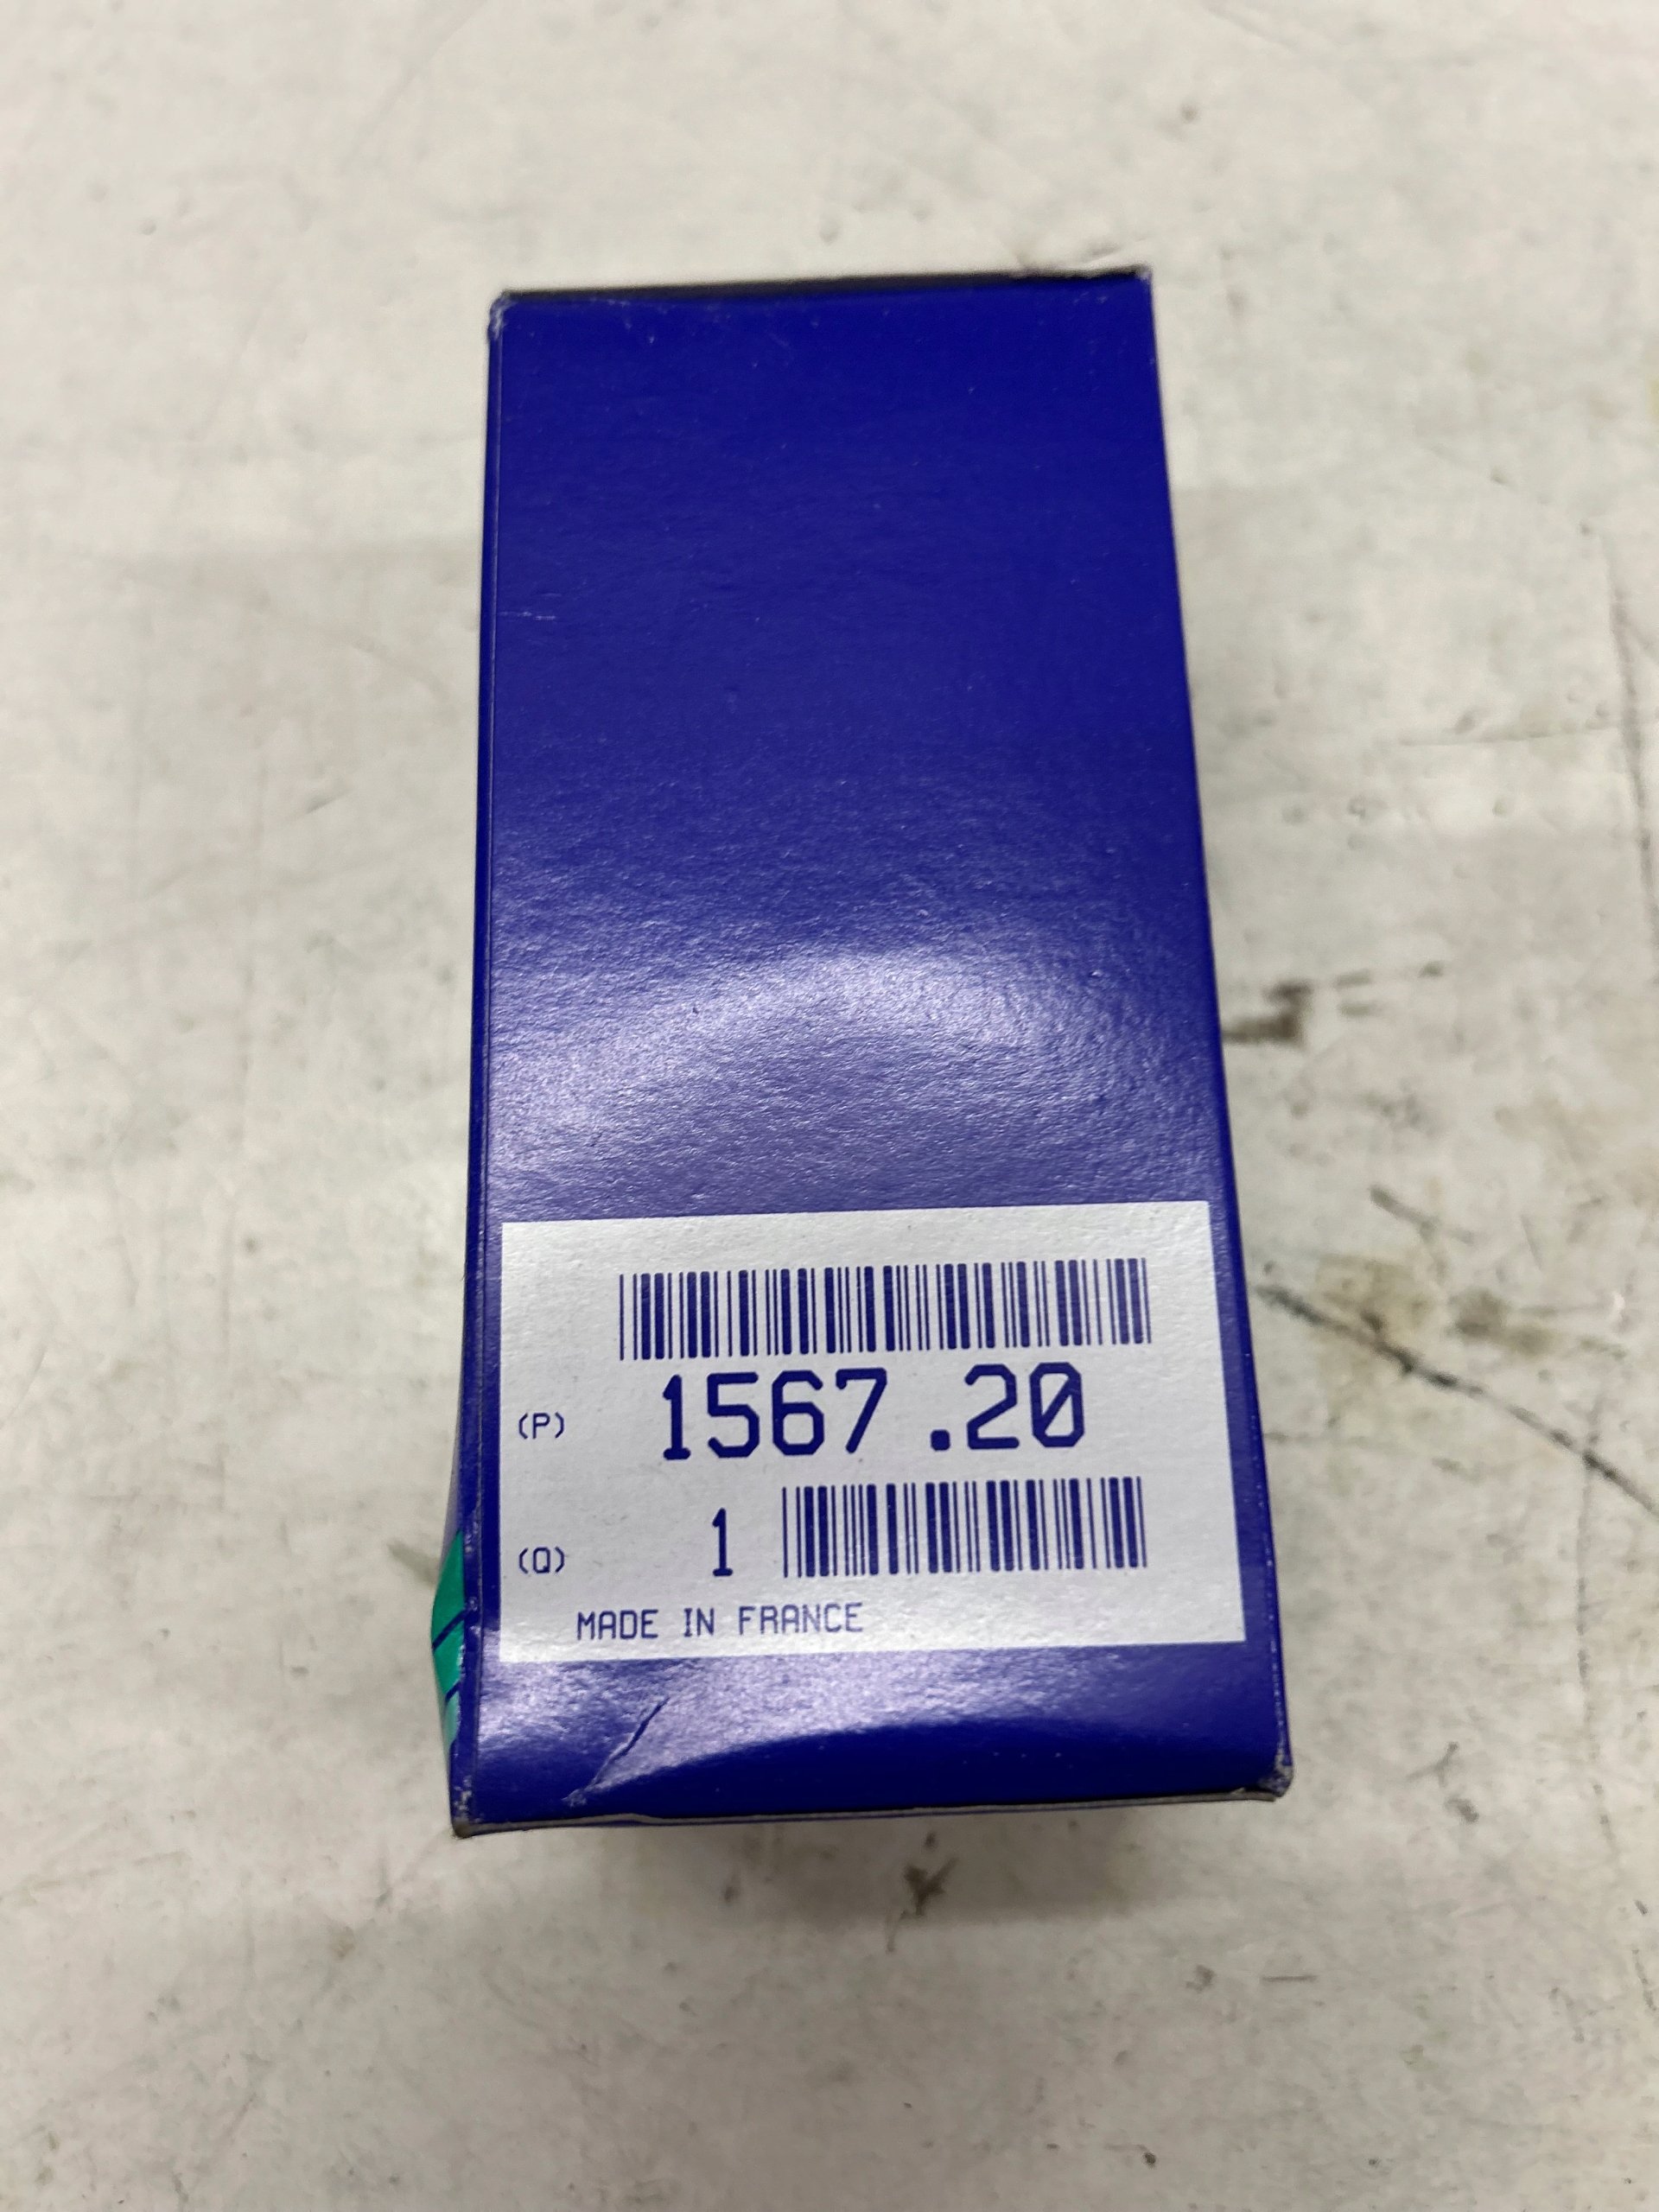 (P) 1567 .20
(Q) 1
MADE IN FRANCE